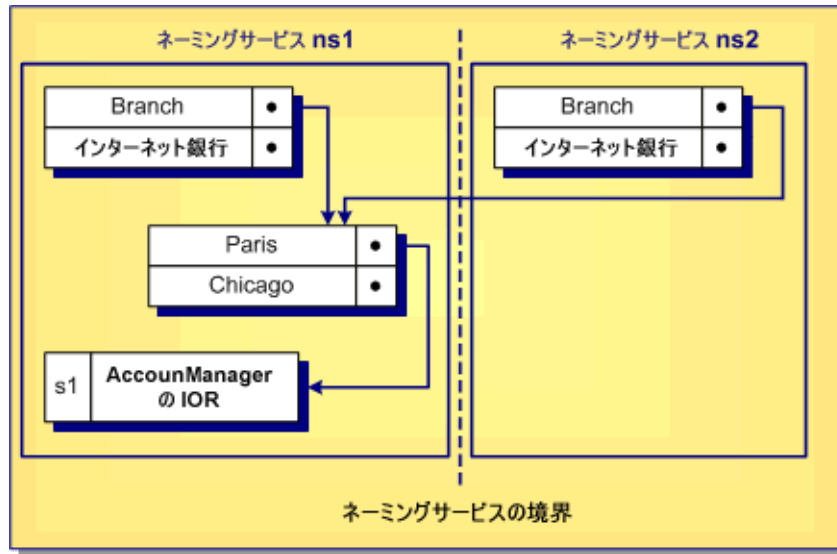 ネーミングサービス ns1
ネーミングサービス ns2
Branch
インターネット銀行
Branch
インターネット銀行
Paris
Chicago
s1
AccounManager
の IOR
ネーミングサービスの境界